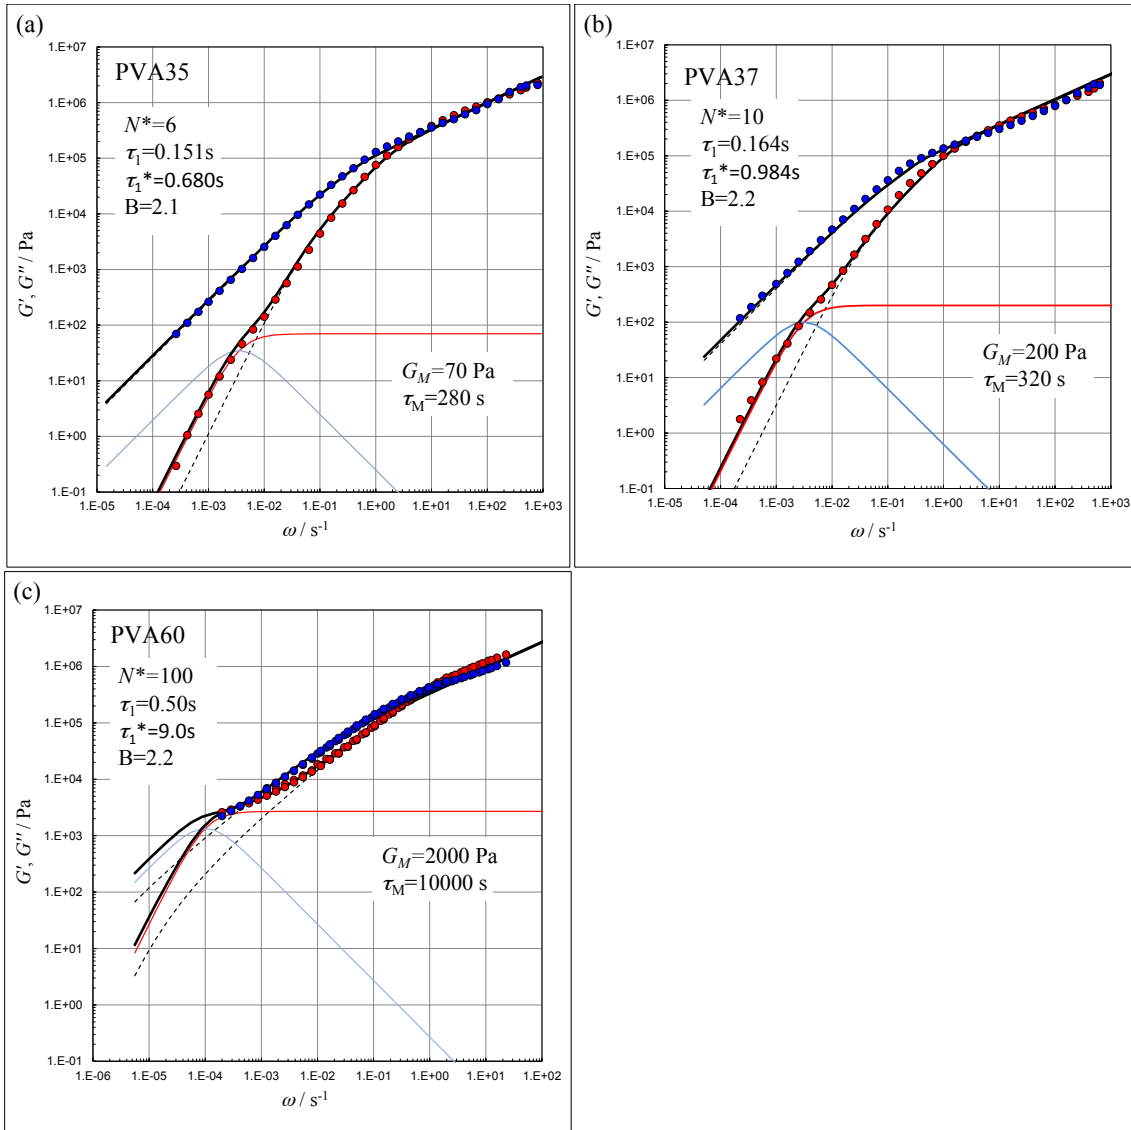 (a)
1.E+07
1.E+06
1.E+05
1.E+04
1.E+03
1.E+02
1.E+01
1.E+00
1.E-01
G', G'' / Pa
PVA35
N*=6
τ1=0.151s
τ1*=0.680s
B=2.1
GM=70 Pa
τM=280 s
1.E-05 1.E-04 1.E-03 1.E-02 1.E-01 1.E+00 1.E+01 1.E+02 1.E+03
ω / s-1
(b)
1.E+07
1.E+06
1.E+05
1.E+04
1.E+03
1.E+02
1.E+01
1.E+00
1.E-01
G', G'' / Pa
PVA37
N*=10
τ1=0.164s
τ1*=0.984s
B=2.2
GM=200 Pa
τM=320 s
1.E-05 1.E-04 1.E-03 1.E-02 1.E-01 1.E+00 1.E+01 1.E+02 1.E+03
ω / s-1
(c)
1.E+07
1.E+06
1.E+05
1.E+04
1.E+03
1.E+02
1.E+01
1.E+00
1.E-01
G', G'' / Pa
PVA60
N*=100
τ1=0.50s
τ1*=9.0s
B=2.2
GM=2000 Pa
τM=10000 s
1.E-06 1.E-05 1.E-04 1.E-03 1.E-02 1.E-01 1.E+00 1.E+01 1.E+02
ω / s-1